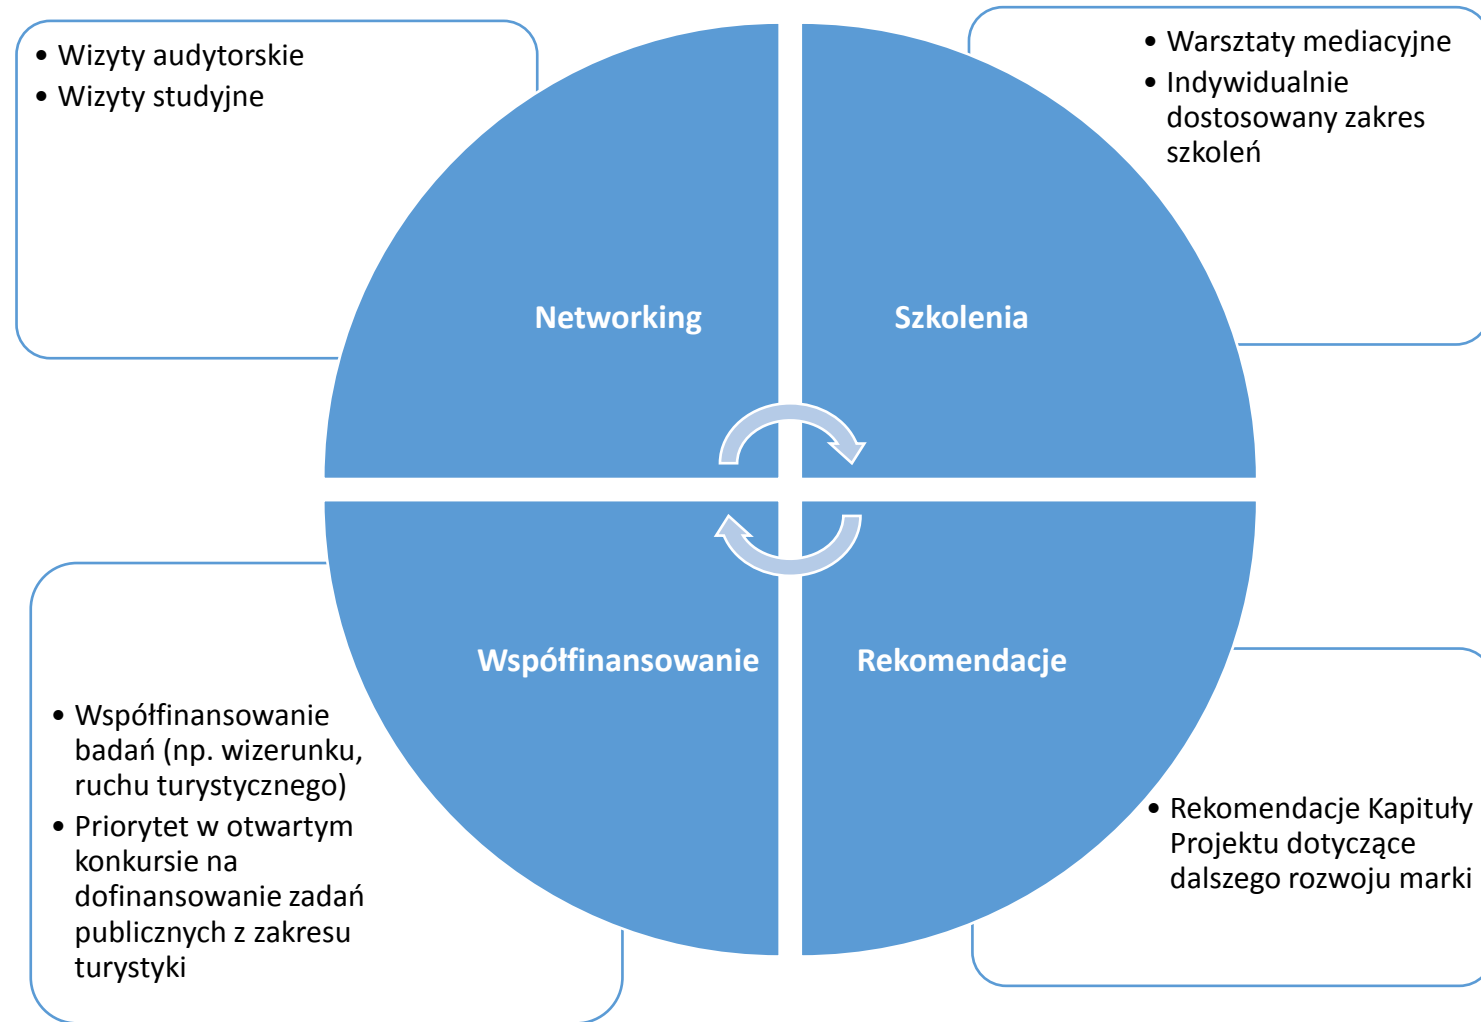 • Wizyty audytorskie
• Wizyty studyjne
• Warsztaty mediacyjne
• Indywidualnie
dostosowany zakres
szkoleń
Networking
Szkolenia
Współfinansowanie
Rekomendacje
• Współfinansowanie
badań (np. wizerunku,
ruchu turystycznego)
• Priorytet w otwartym
konkursie na
dofinansowanie zadań
publicznych z zakresu
turystyki
• Rekomendacje Kapituły
Projektu dotyczące
dalszego rozwoju marki